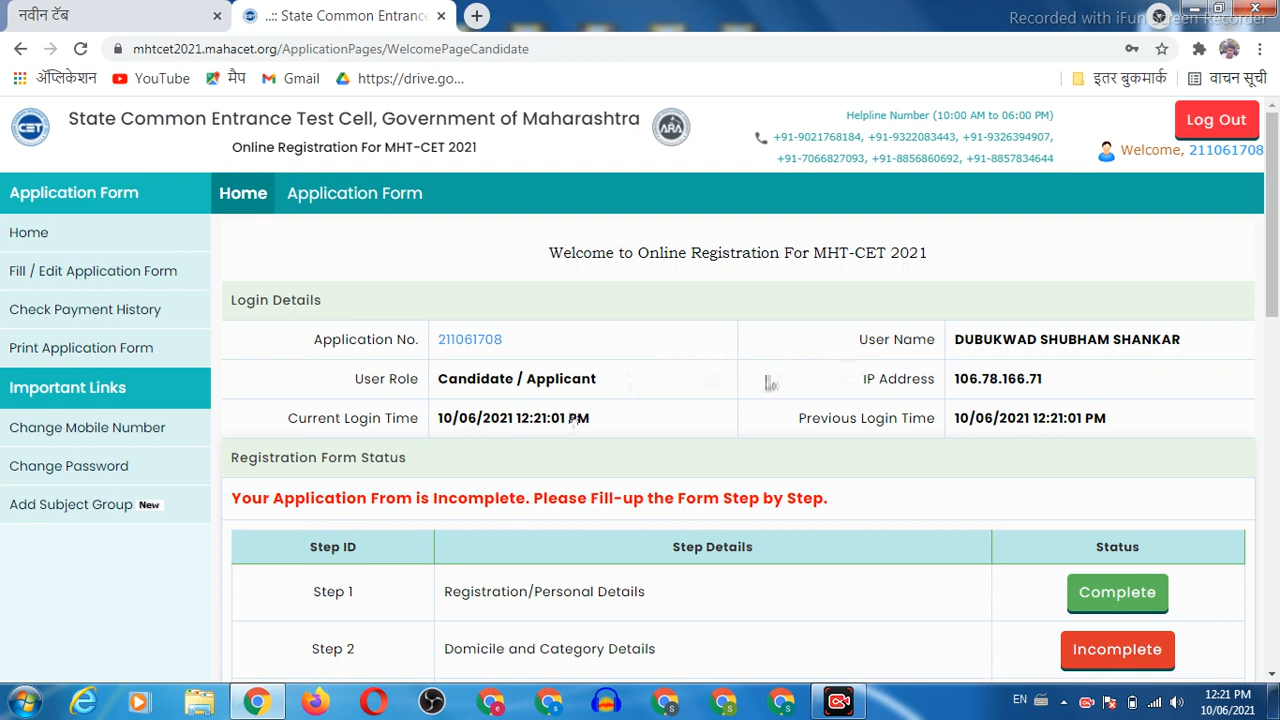 नवीन टॅब
..:: State Common Entrance
Recorded with iFun Screen Recorder
mhtcet2021.mahacet.org/ApplicationPages/WelcomePageCandidate
ॲप्लिकेशन
YouTube
मॅप
Gmail
https://drive.go...
इतर बुकमार्क
वाचन सूची
CET
State Common Entrance Test Cell, Government of Maharashtra
Online Registration For MHT-CET 2021
ARA
Helpline Number (10:00 AM to 06:00 PM)
+91-9021768184, +91-9322083443, +91-9326394907,
+91-7066827093, +91-8856860692, +91-8857834644
Log Out
Welcome, 211061708
Application Form
Home
Application Form
Home
Fill / Edit Application Form
Check Payment History
Print Application Form
Important Links
Change Mobile Number
Change Password
Add Subject Group New
Welcome to Online Registration For MHT-CET 2021
Login Details
Application No. 211061708 User Name DUBUKWAD SHUBHAM SHANKAR
User Role Candidate / Applicant IP Address 106.78.166.71
Current Login Time 10/06/2021 12:21:01 PM Previous Login Time 10/06/2021 12:21:01 PM
Registration Form Status
Your Application From is Incomplete. Please Fill-up the Form Step by Step.
Step ID Step Details Status
Step 1 Registration/Personal Details Complete
Step 2 Domicile and Category Details Incomplete
EN
12:21 PM
10/06/2021